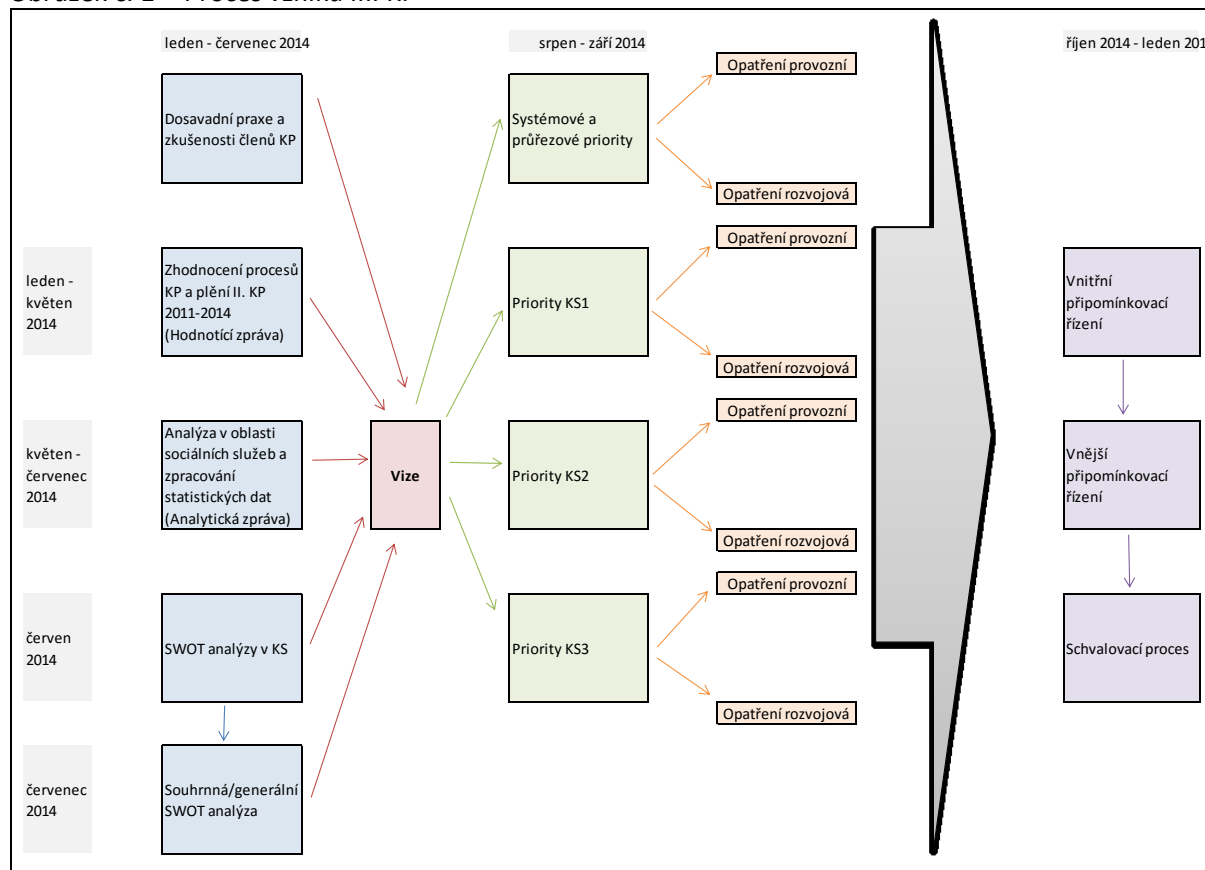 leden - červenec 2014
srpen - září 2014
říjen 2014 - leden 201
Dosavadní praxe a
zkušenosti členů KP
Systémové a
průřezové priority
Opatření provozní
Opatření rozvojová
leden -
květen
2014
Zhodnocení procesů
KP a plění II. KP
2011-2014
(Hodnotící zpráva)
Priority KS1
Opatření provozní
Opatření rozvojová
Vnitřní
připomínkovací
řízení
květen -
červenec
2014
Analýza v oblasti
sociálních služeb a
zpracování
statistických dat
(Analytická zpráva)
Vize
Priority KS2
Opatření provozní
Opatření rozvojová
Vnější
připomínkovací
řízení
červen
2014
SWOT analýzy v KS
Priority KS3
Opatření provozní
Opatření rozvojová
Schvalovací proces
červenec
2014
Souhrnná/generální
SWOT analýza